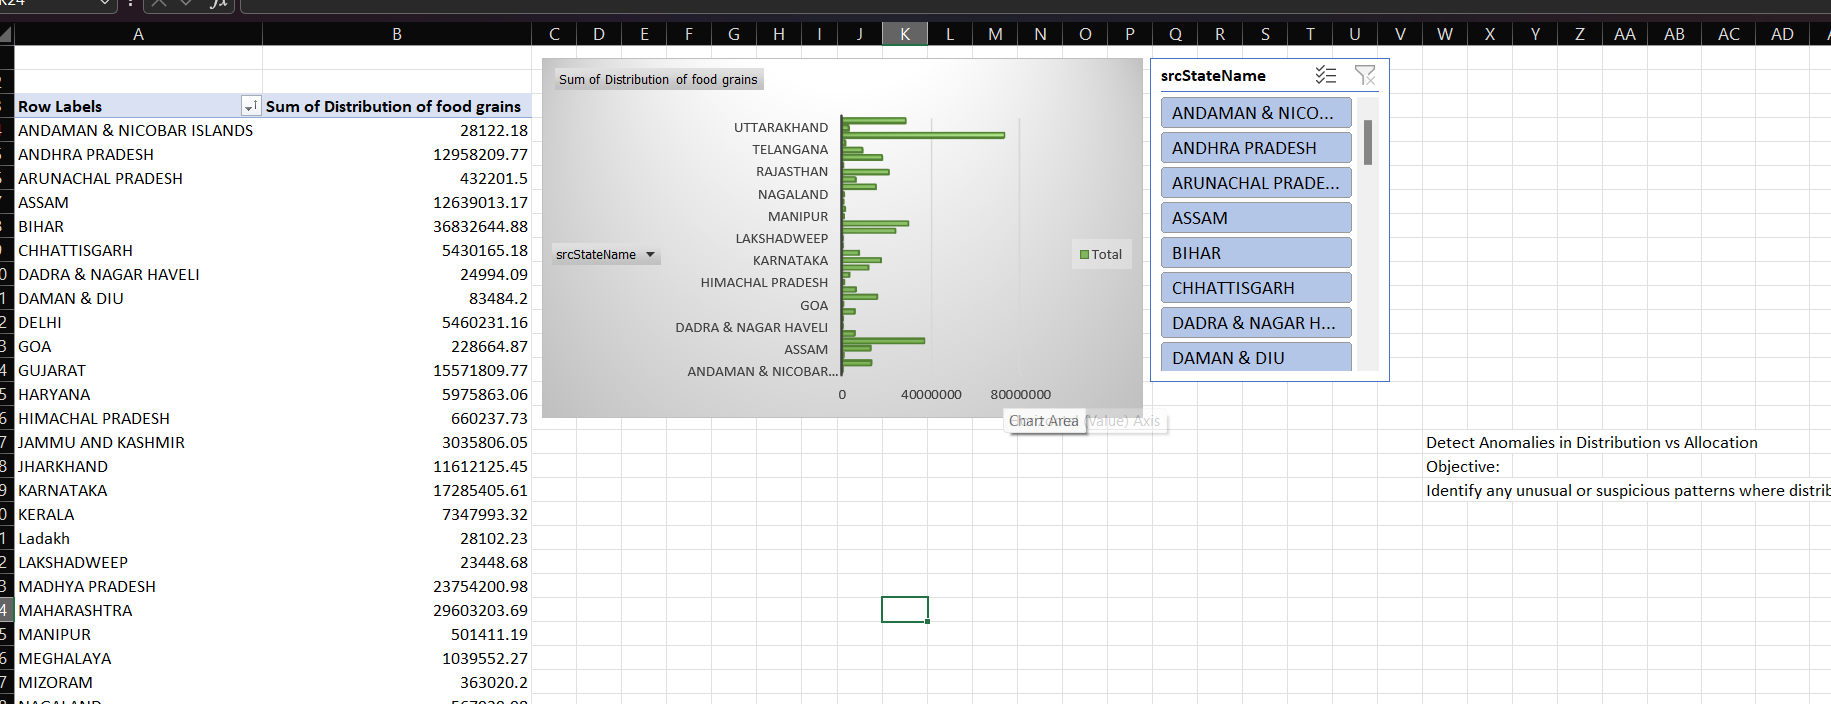 K24
fx
A B C D E F G H I J K L M N O P Q R S T U V W X Y Z AA AB AC AD
Row Labels Sum of Distribution of food grains
ANDAMAN & NICOBAR ISLANDS 28122.18
ANDHRA PRADESH 12958209.77
ARUNACHAL PRADESH 432201.5
ASSAM 12639013.17
BIHAR 36832644.88
CHHATTISGARH 5430165.18
DADRA & NAGAR HAVELI 24994.09
DAMAN & DIU 83484.2
DELHI 5460231.16
GOA 228664.87
GUJARAT 15571809.77
HARYANA 5975863.06
HIMACHAL PRADESH 660237.73
JAMMU AND KASHMIR 3035806.05
JHARKHAND 11612125.45
KARNATAKA 17285405.61
KERALA 7347993.32
Ladakh 28102.23
LAKSHADWEEP 23448.68
MADHYA PRADESH 23754200.98
MAHARASHTRA 29603203.69
MANIPUR 501411.19
MEGHALAYA 1039552.27
MIZORAM 363020.2
Sum of Distribution of food grains
UTTARAKHAND
TELANGANA
RAJASTHAN
NAGALAND
MANIPUR
LAKSHADWEEP
KARNATAKA
HIMACHAL PRADESH
GOA
DADRA & NAGAR HAVELI
ASSAM
ANDAMAN & NICOBAR...
0 40000000 80000000
srcStateName
Total
Chart Area (Value) Axis
srcStateName
ANDAMAN & NICO...
ANDHRA PRADESH
ARUNACHAL PRADE...
ASSAM
BIHAR
CHHATTISGARH
DADRA & NAGAR H...
DAMAN & DIU
Detect Anomalies in Distribution vs Allocation
Objective:
Identify any unusual or suspicious patterns where distrib